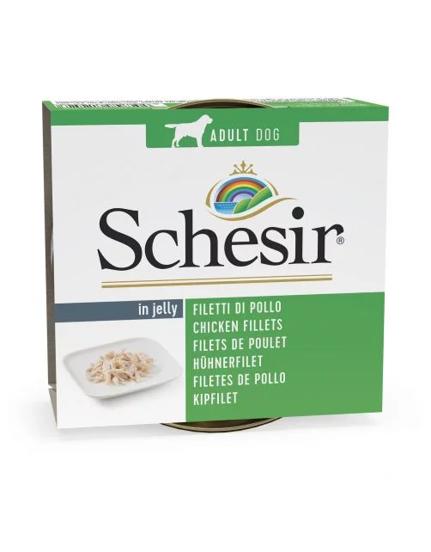 ADULT DOG
Schesir®
in jelly
FILETTI DI POLLO
CHICKEN FILLETS
FILETS DE POULET
HÜHNERFILET
FILETES DE POLLO
KIPFILET